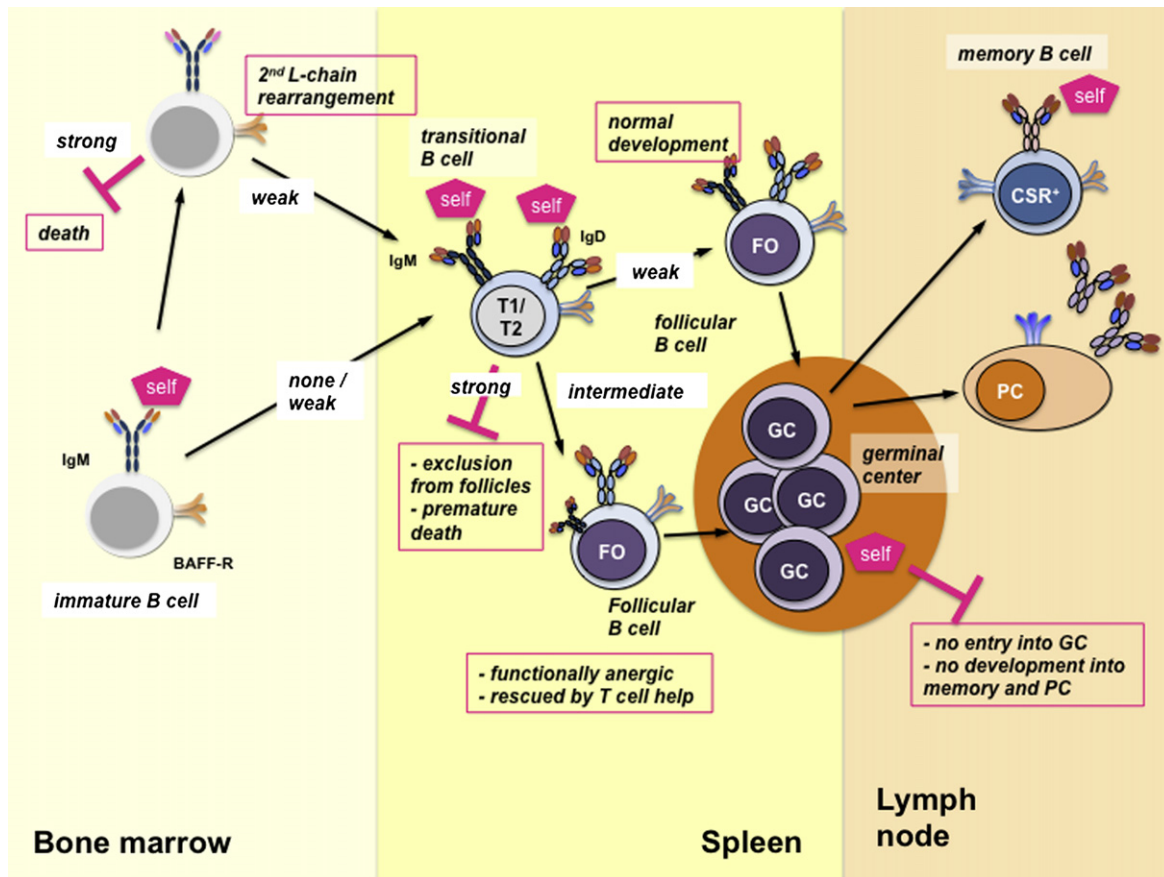 2nd L-chain
rearrangement
strong
weak
death
self
IgM
BAFF-R
immature B cell
none /
weak
Bone marrow
transitional
B cell
self
self
IgM
IgD
T1/
T2
weak
strong
intermediate
- exclusion
from follicles
- premature
death
normal
development
FO
follicular
B cell
FO
Follicular
B cell
- functionally anergic
- rescued by T cell help
GC
GC
GC
GC
self
germinal
center
Spleen
memory B cell
self
CSR+
PC
- no entry into GC
- no development into
memory and PC
Lymph
node